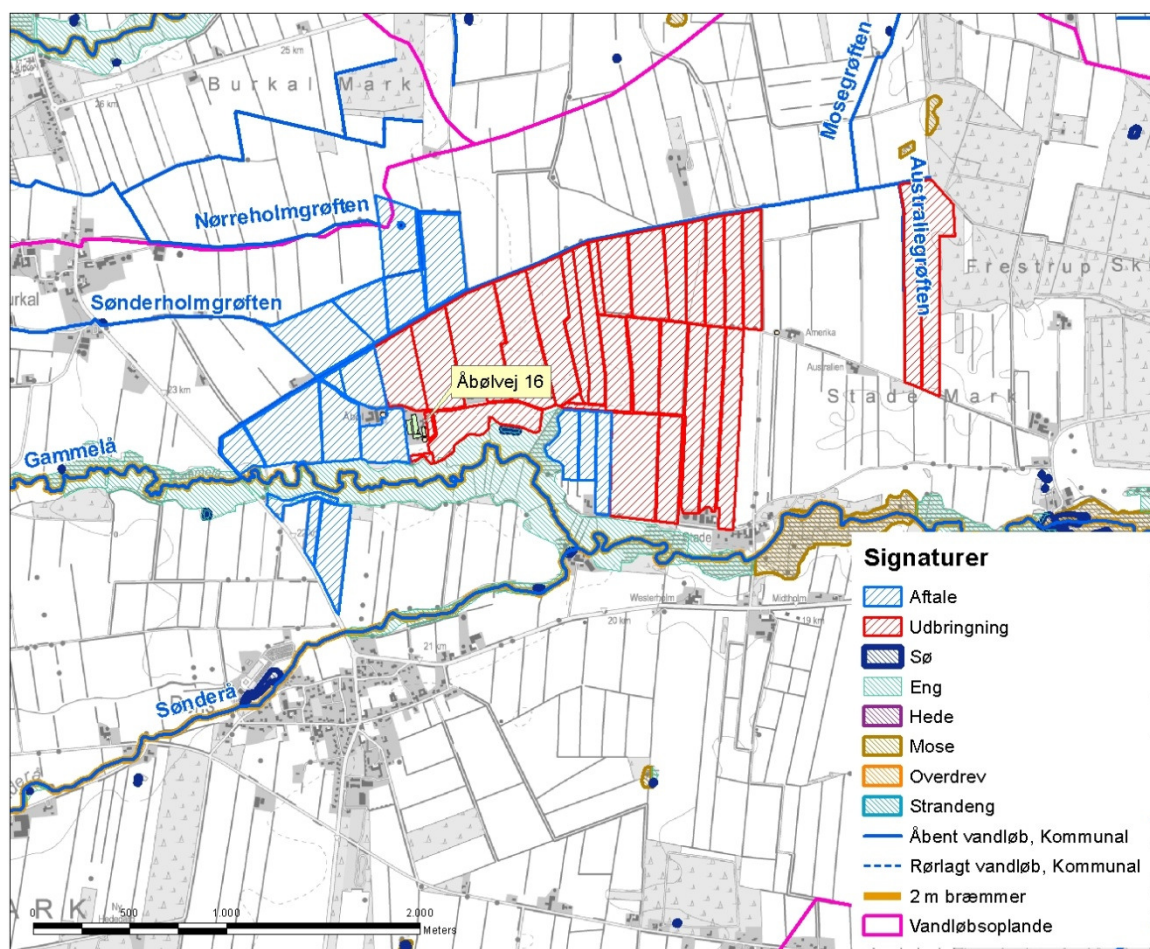 25 km
Burkal Mark
26 km
Mosegrøften
Nørreholmgrøften
Australiegrøften
Frestrup Sk
Sønderholmgrøften
Amerika
23 km
Australien
Åbølvej 16
Stade Mark
Gammelå
Stade
Westerholm
Midtholm
20 km
19 km
21 km
Sønderå
Signaturer
Aftale
Udbringning
Sø
Eng
Hede
Mose
Overdrev
Strandeng
Åbent vandløb, Kommunal
Rørlagt vandløb, Kommunal
2 m bræmmer
Vandløbsoplande
ARK
0 500 1.000 2.000
Meters